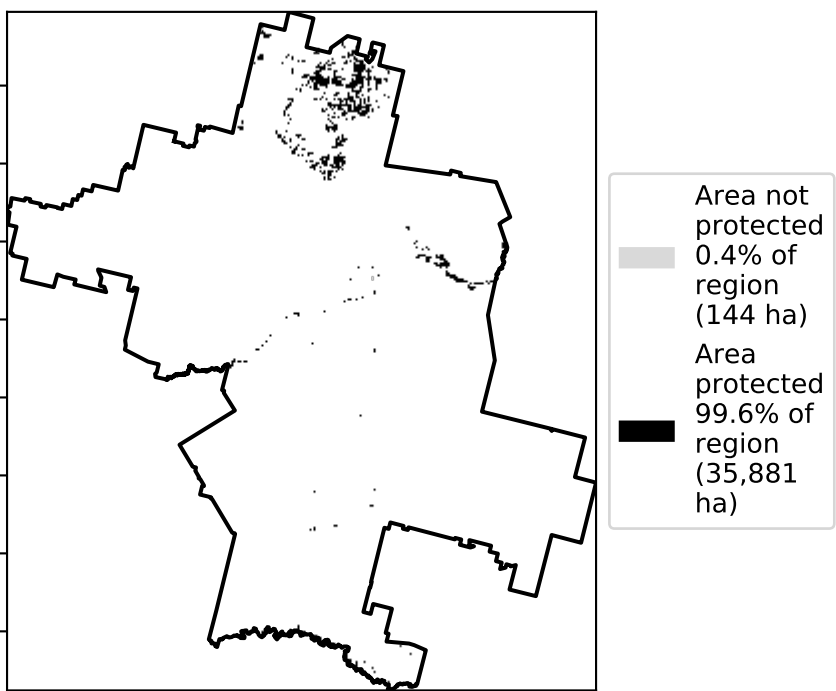 Area not
protected
0.4% of
region
(144 ha)
Area
protected
99.6% of
region
(35,881
ha)